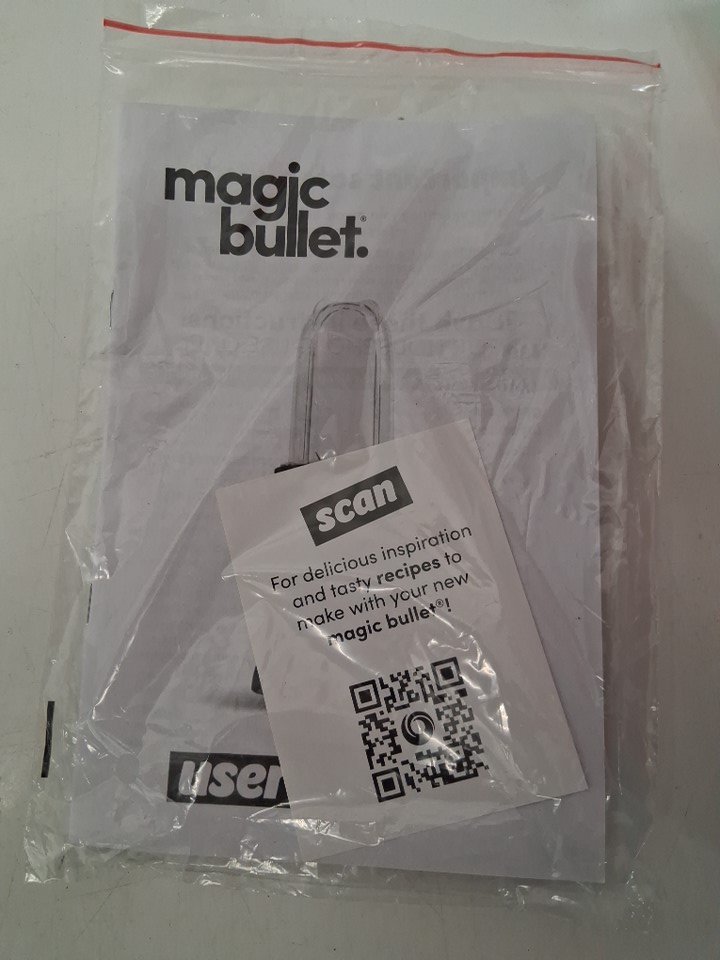 magic
bullet.®
scan
For delicious inspiration
and tasty recipes to
make with your new
magic bullet®!
user